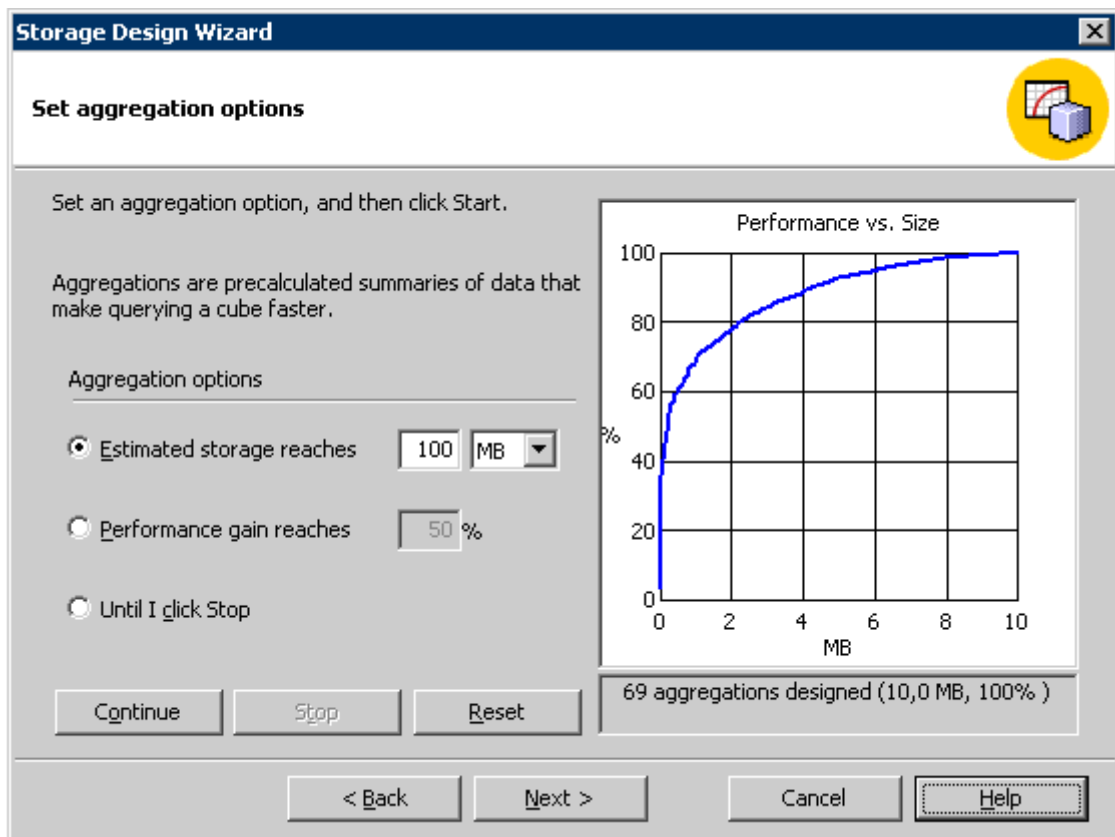 Storage Design Wizard
Set aggregation options
Set an aggregation option, and then click Start.
Aggregations are precalculated summaries of data that
make querying a cube faster.
Aggregation options
Estimated storage reaches
100
MB
Performance gain reaches
50
%
Until I click Stop
Continue
Stop
Reset
Performance vs. Size
100
80
60
%
40
20
0
0 2 4 6 8 10
MB
69 aggregations designed (10,0 MB, 100% )
< Back
Next >
Cancel
Help